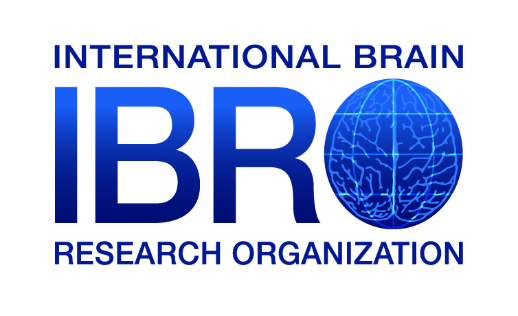 INTERNATIONAL BRAIN
IBRO
RESEARCH ORGANIZATION